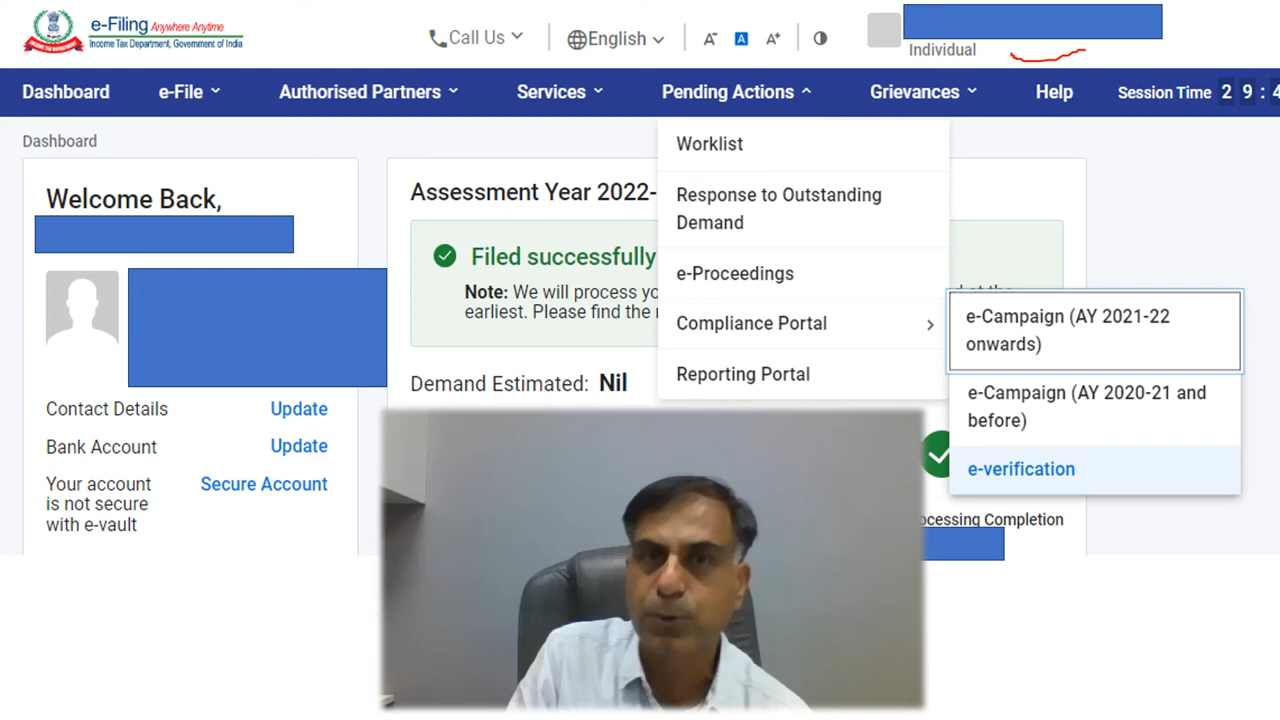 e-Filing Anywhere Anytime
Income Tax Department, Government of India
Call Us
English
A-
A
A+
Individual
Dashboard
e-File
Authorised Partners
Services
Pending Actions
Grievances
Help
Session Time 2 9 : 4
Dashboard
Welcome Back,
Contact Details Update
Bank Account Update
Your account
is not secure
with e-vault
Secure Account
Assessment Year 2022-
Filed successfully
Note: We will process yo
earliest. Please find the
Demand Estimated: Nil
Worklist
Response to Outstanding
Demand
e-Proceedings
Compliance Portal
Reporting Portal
e-Campaign (AY 2021-22
onwards)
e-Campaign (AY 2020-21 and
before)
e-verification
ocessing Completion